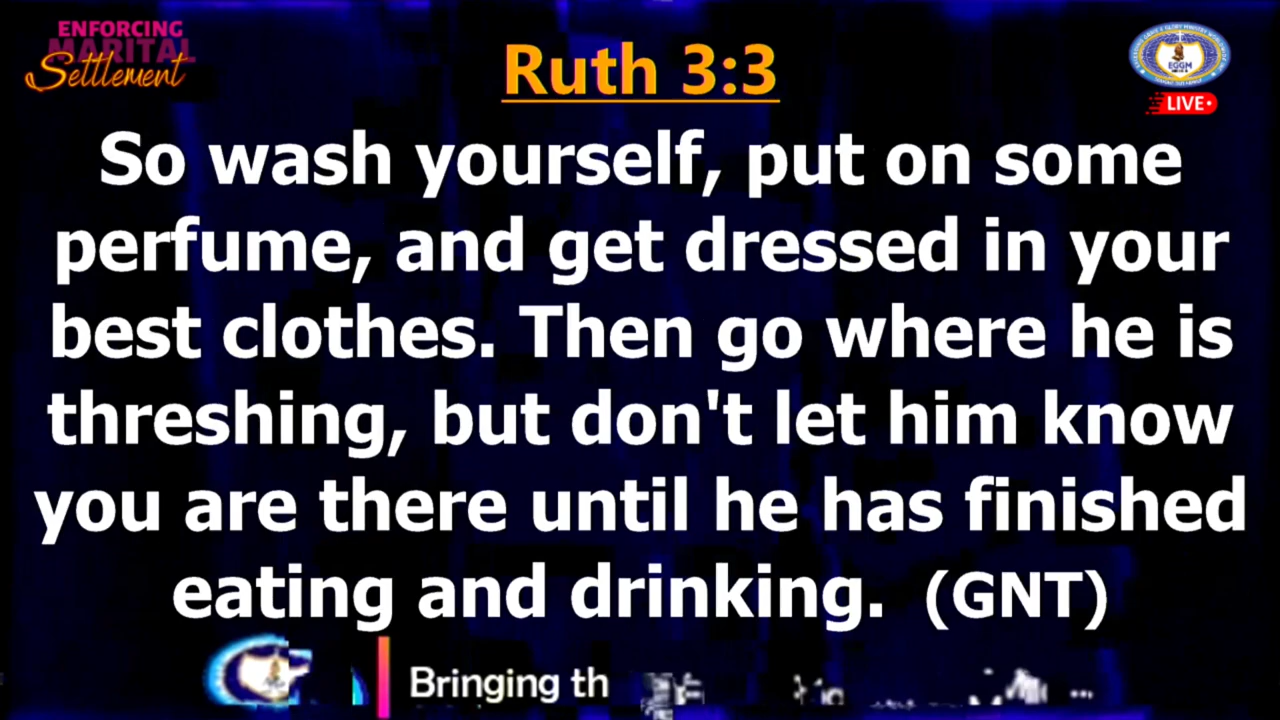 ENFORCING
MARITAL
Settlement
Ruth 3:3
EGGM
LIVE
So wash yourself, put on some
perfume, and get dressed in your
best clothes. Then go where he is
threshing, but don't let him know
you are there until he has finished
eating and drinking. (GNT)
Bringing th